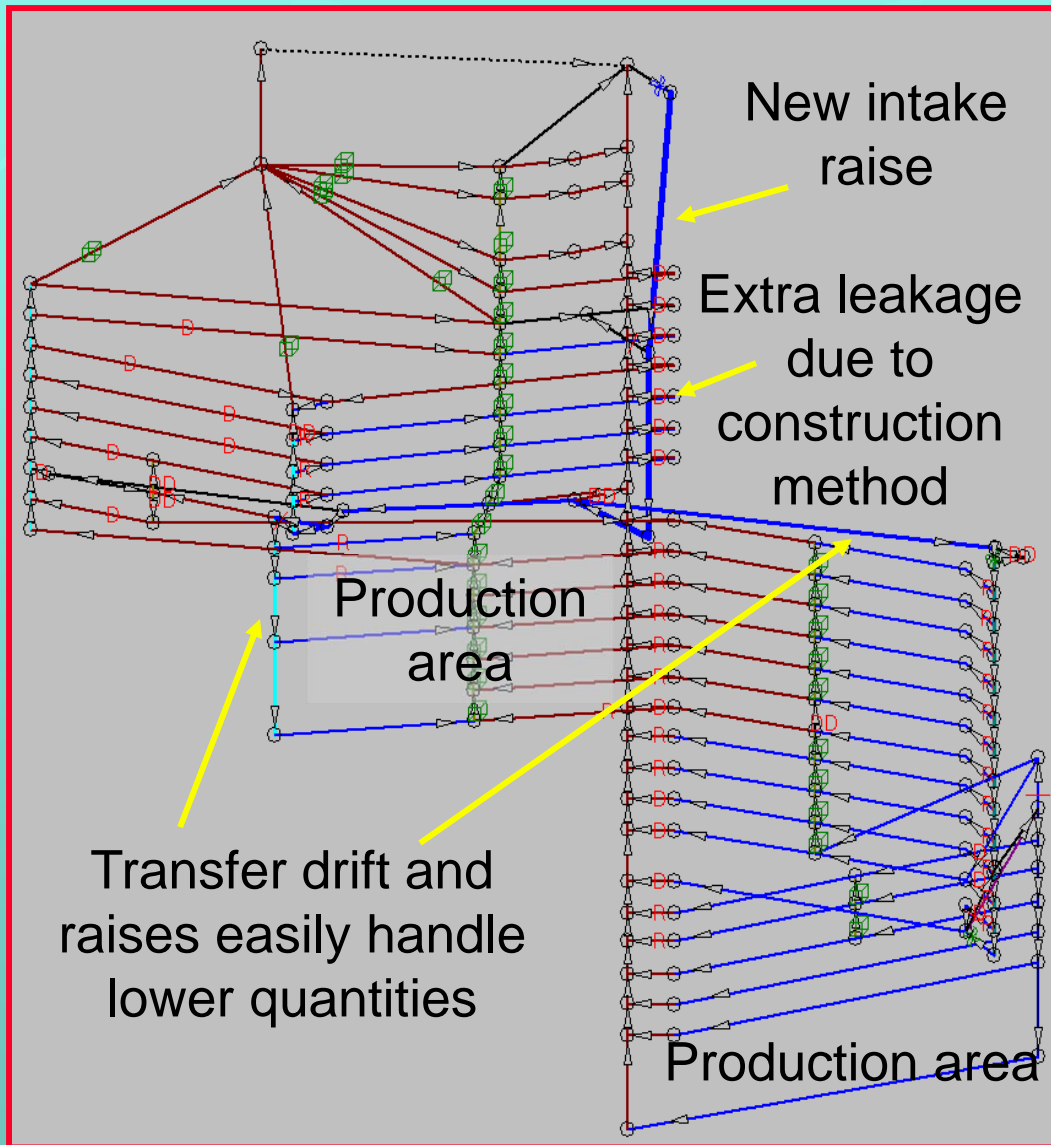 New intake
raise
Extra leakage
due to
construction
method
Production
area
Transfer drift and
raises easily handle
lower quantities
Production area